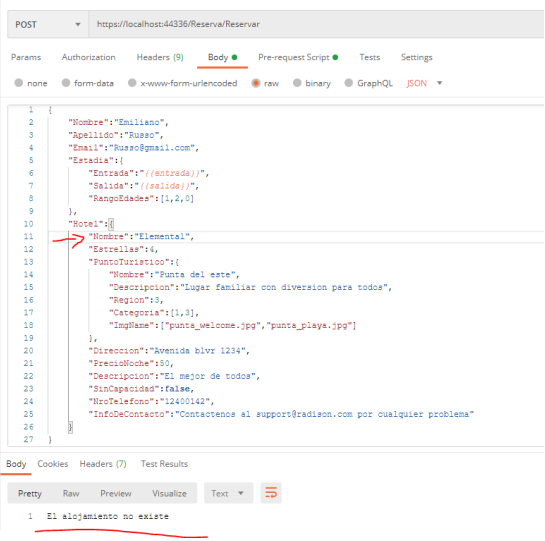 POST https://localhost:44336/Reserva/Reservar
Params Authorization Headers (9) Body Pre-request Script Tests Settings
none form-data x-www-form-urlencoded raw binary GraphQL JSON
1 {
2 "Nombre":"Emiliano",
3 "Apellido":"Russo",
4 "Email":"Russo@gmail.com",
5 "Estadia":{
6 "Entrada":"{{entrada}}",
7 "Salida":"{{salida}}",
8 "RangoEdades":[1,2,0]
9 },
10 "Hotel":{
11 "Nombre":"Elemental",
12 "Estrellas":4,
13 "PuntoTuristico":{
14 "Nombre":"Punta del este",
15 "Descripcion":"Lugar familiar con diversion para todos",
16 "Region":3,
17 "Categoria":[1,3],
18 "ImgName":["punta_welcome.jpg","punta_playa.jpg"]
19 },
20 "Direccion":"Avenida blvr 1234",
21 "PrecioNoche":50,
22 "Descripcion":"El mejor de todos",
23 "SinCapacidad":false,
24 "NroTelefono":"12400142",
25 "InfoDeContacto":"Contactenos al support@radison.com por cualquier problema"
26 }
27 }
Body Cookies Headers (7) Test Results
Pretty Raw Preview Visualize Text
1 El alojamiento no existe